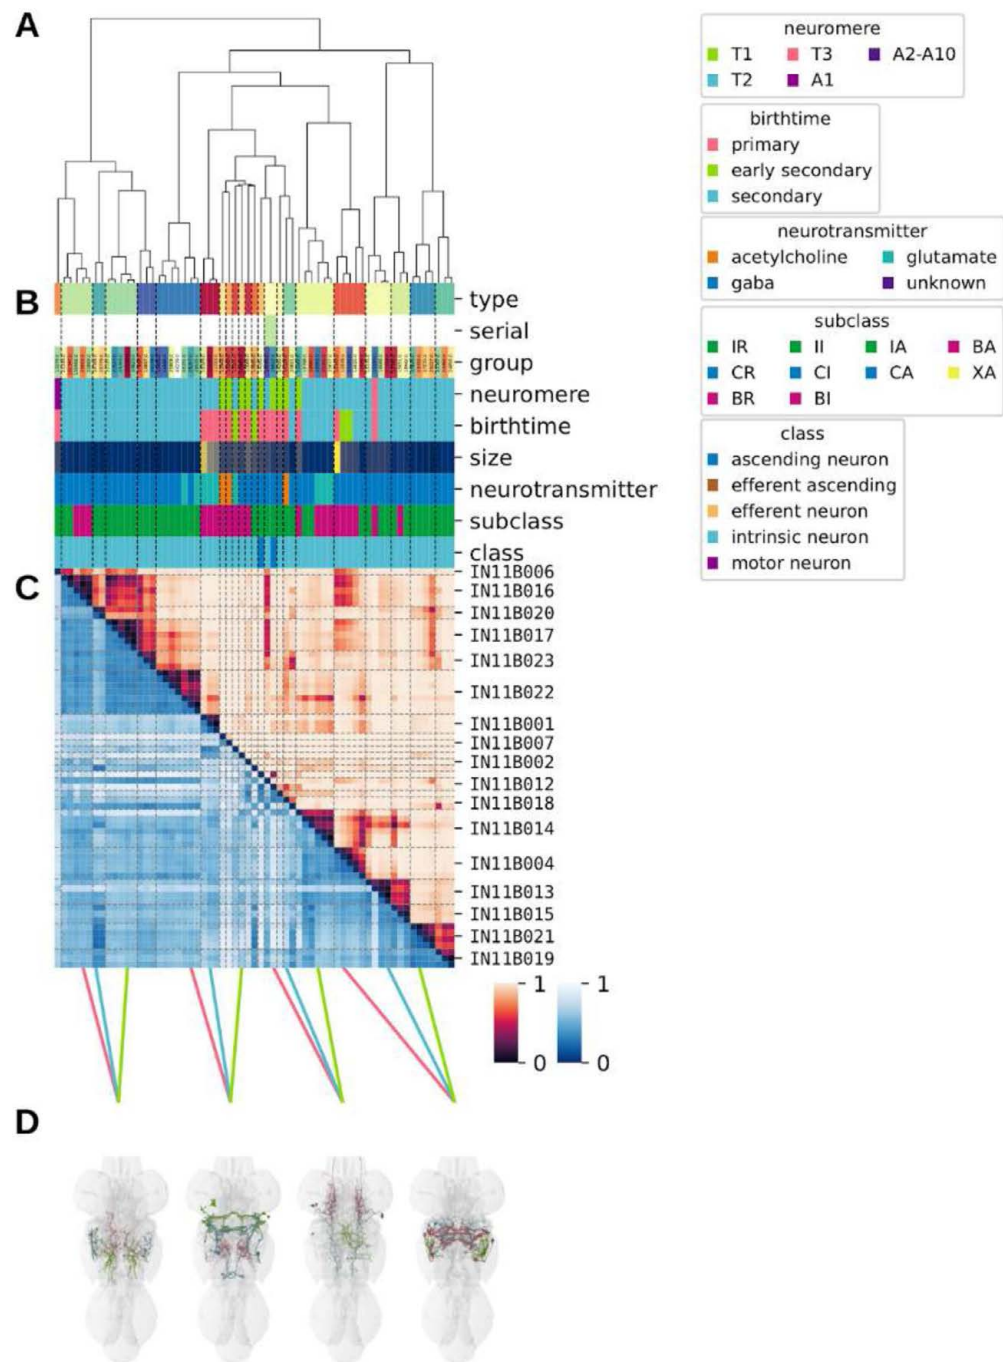 A
neuromere
T1 T3 A2-A10
T2 A1
birthtime
primary
early secondary
secondary
neurotransmitter
acetylcholine glutamate
gaba unknown
subclass
IR II IA BA
CR CI CA XA
BR BI
class
ascending neuron
efferent ascending
efferent neuron
intrinsic neuron
motor neuron
B
type
serial
group
neuromere
birthtime
size
neurotransmitter
subclass
class
C
IN11B006
IN11B016
IN11B020
IN11B017
IN11B023
IN11B022
IN11B001
IN11B007
IN11B002
IN11B012
IN11B018
IN11B014
IN11B004
IN11B013
IN11B015
IN11B021
IN11B019
1 1
0 0
D